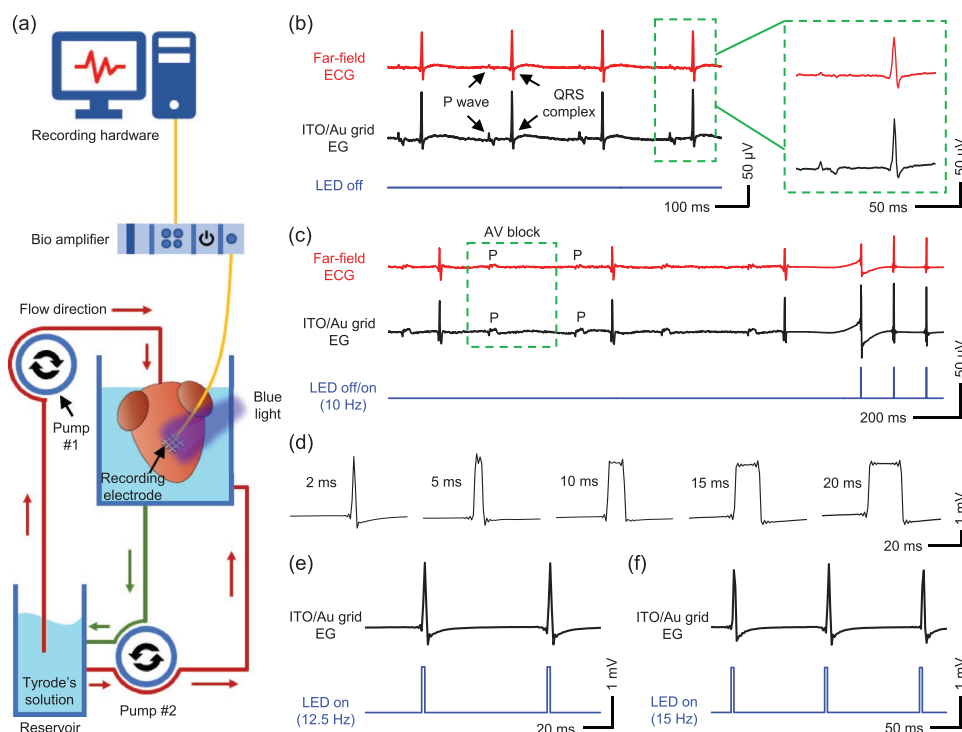 (a)
Recording hardware
Bio amplifier
Flow direction
Pump
#1
Blue
light
Recording
electrode
Tyrode's
solution
Reservoir
Pump #2
(b)
Far-field
ECG
P wave
QRS
complex
ITO/Au grid
EG
LED off
100 ms
50 µV
50 ms
50 µV
(c)
AV block
Far-field
ECG
P
P
ITO/Au grid
EG
P
P
LED off/on
(10 Hz)
200 ms
50 µV
(d)
2 ms
5 ms
10 ms
15 ms
20 ms
20 ms
1 mV
(e)
ITO/Au grid
EG
LED on
(12.5 Hz)
20 ms
1 mV
(f)
ITO/Au grid
EG
LED on
(15 Hz)
50 ms
1 mV